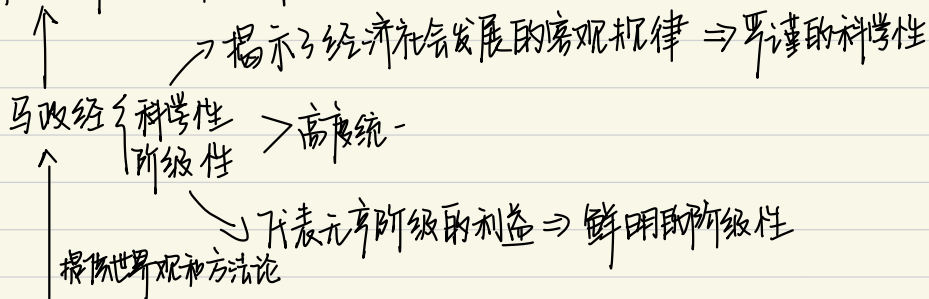 揭示了经济社会发展的客观规律 ⇒ 严谨的科学性
马政经 { 科学性
阶级性 > 高度统一
代表无产阶级的利益 ⇒ 鲜明的阶级性
提供世界观和方法论